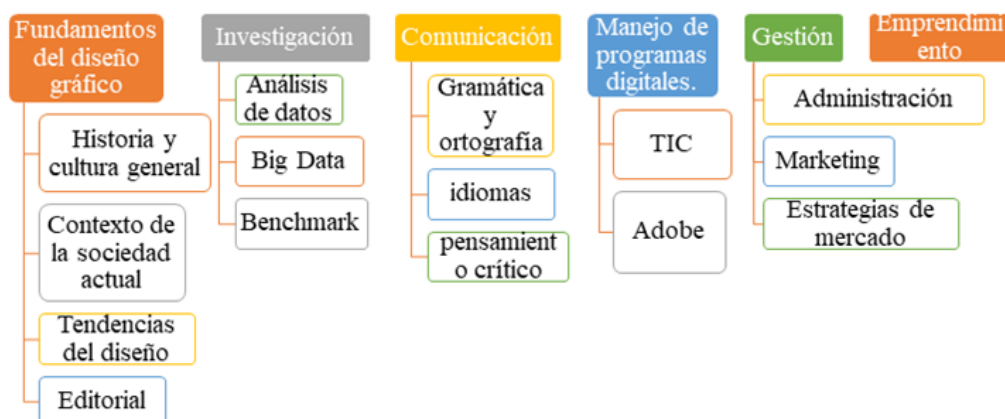 Fundamentos
del diseño
gráfico
Historia y
cultura general
Contexto de
la sociedad
actual
Tendencias
del diseño
Editorial
Investigación
Análisis
de datos
Big Data
Benchmark
Comunicación
Gramática
y
ortografía
idiomas
pensamient
o crítico
Manejo de
programas
digitales.
TIC
Adobe
Gestión
Administración
Marketing
Estrategias de
mercado
Emprendimi
ento